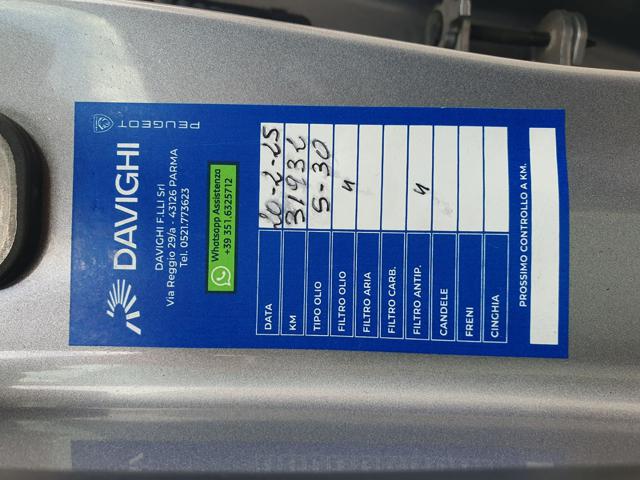 PEUGEOT
DAVIGHI
DAVIGHI F.LLI Srl
Via Reggio 29/a - 43126 PARMA
Tel. 0521.773623
Whatsapp Assistenza
+39 351.6325712
DATA 20-2-25
KM 31932
TIPO OLIO 5-30
FILTRO OLIO "
FILTRO ARIA
FILTRO CARB.
FILTRO ANTIP. "
CANDELE
FRENI
CINGHIA
PROSSIMO CONTROLLO A KM.